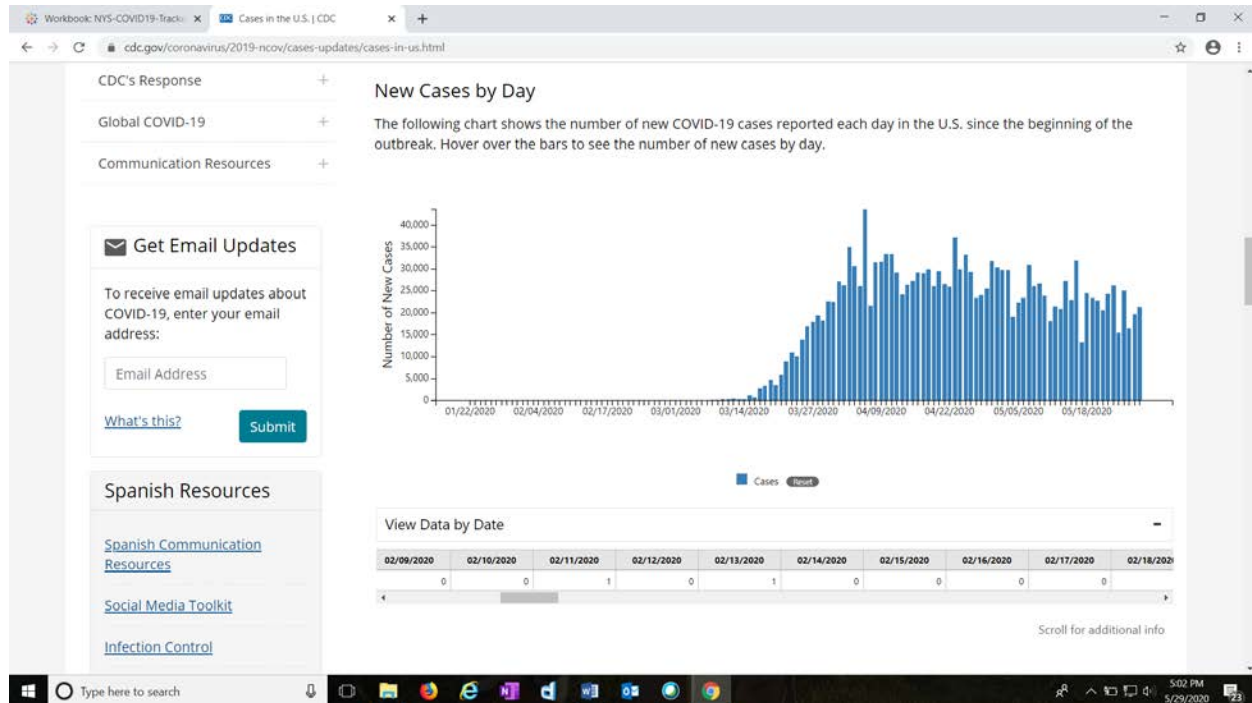 Workbook: NYS-COVID19-Track
CDC Cases in the U.S. | CDC
cdc.gov/coronavirus/2019-ncov/cases-updates/cases-in-us.html
CDC's Response
Global COVID-19
Communication Resources
Get Email Updates
To receive email updates about
COVID-19, enter your email
address:
Email Address
What's this?
Submit
Spanish Resources
Spanish Communication
Resources
Social Media Toolkit
Infection Control
New Cases by Day
The following chart shows the number of new COVID-19 cases reported each day in the U.S. since the beginning of the
outbreak. Hover over the bars to see the number of new cases by day.
Number of New Cases
40,000
35,000
30,000
25,000
20,000
15,000
10,000
5,000
0
01/22/2020 02/04/2020 02/17/2020 03/01/2020 03/14/2020 03/27/2020 04/09/2020 04/22/2020 05/05/2020 05/18/2020
Cases Reset
View Data by Date
02/09/2020 02/10/2020 02/11/2020 02/12/2020 02/13/2020 02/14/2020 02/15/2020 02/16/2020 02/17/2020 02/18/202
0 0 1 0 1 0 0 0 0
Scroll for additional info
Type here to search
5:02 PM
5/29/2020
23